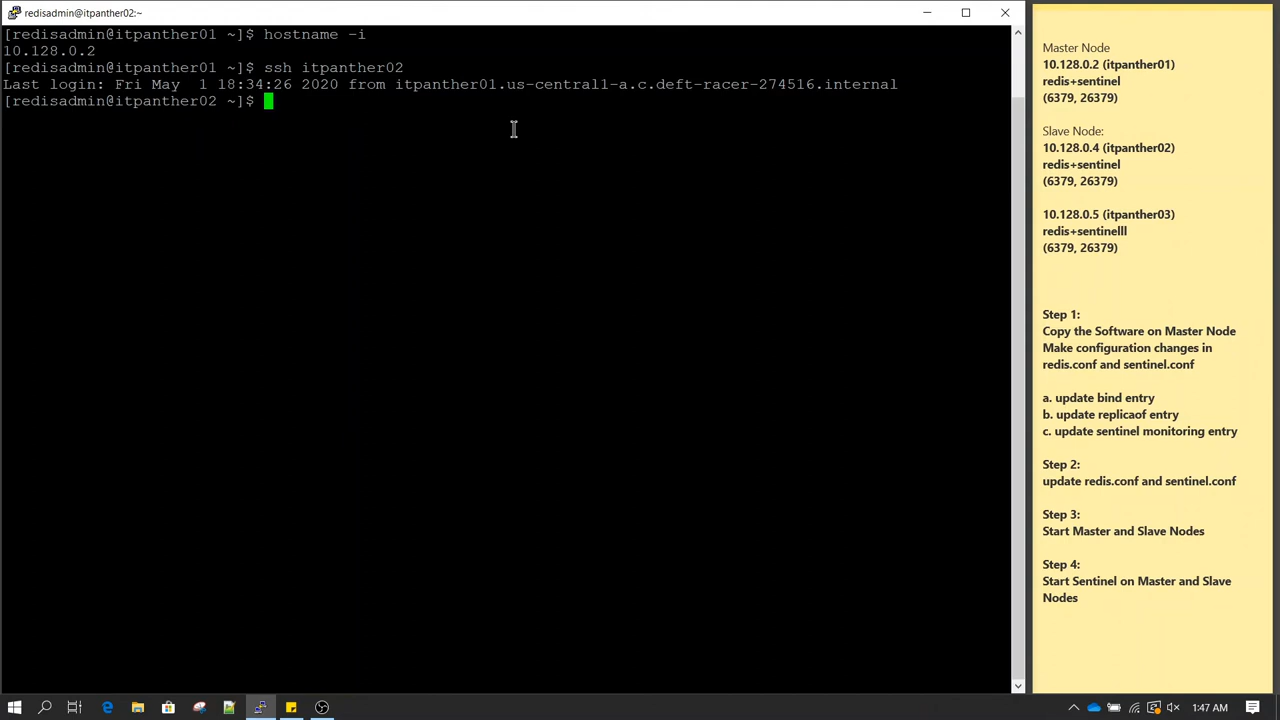 redisadmin@itpanther02:~
[redisadmin@itpanther01 ~]$ hostname -i
10.128.0.2
[redisadmin@itpanther01 ~]$ ssh itpanther02
Last login: Fri May  1 18:34:26 2020 from itpanther01.us-central1-a.c.deft-racer-274516.internal
[redisadmin@itpanther02 ~]$
Master Node
10.128.0.2 (itpanther01)
redis+sentinel
(6379, 26379)
Slave Node:
10.128.0.4 (itpanther02)
redis+sentinel
(6379, 26379)
10.128.0.5 (itpanther03)
redis+sentinelll
(6379, 26379)
Step 1:
Copy the Software on Master Node
Make configuration changes in
redis.conf and sentinel.conf
a. update bind entry
b. update replicaof entry
c. update sentinel monitoring entry
Step 2:
update redis.conf and sentinel.conf
Step 3:
Start Master and Slave Nodes
Step 4:
Start Sentinel on Master and Slave
Nodes
1:47 AM